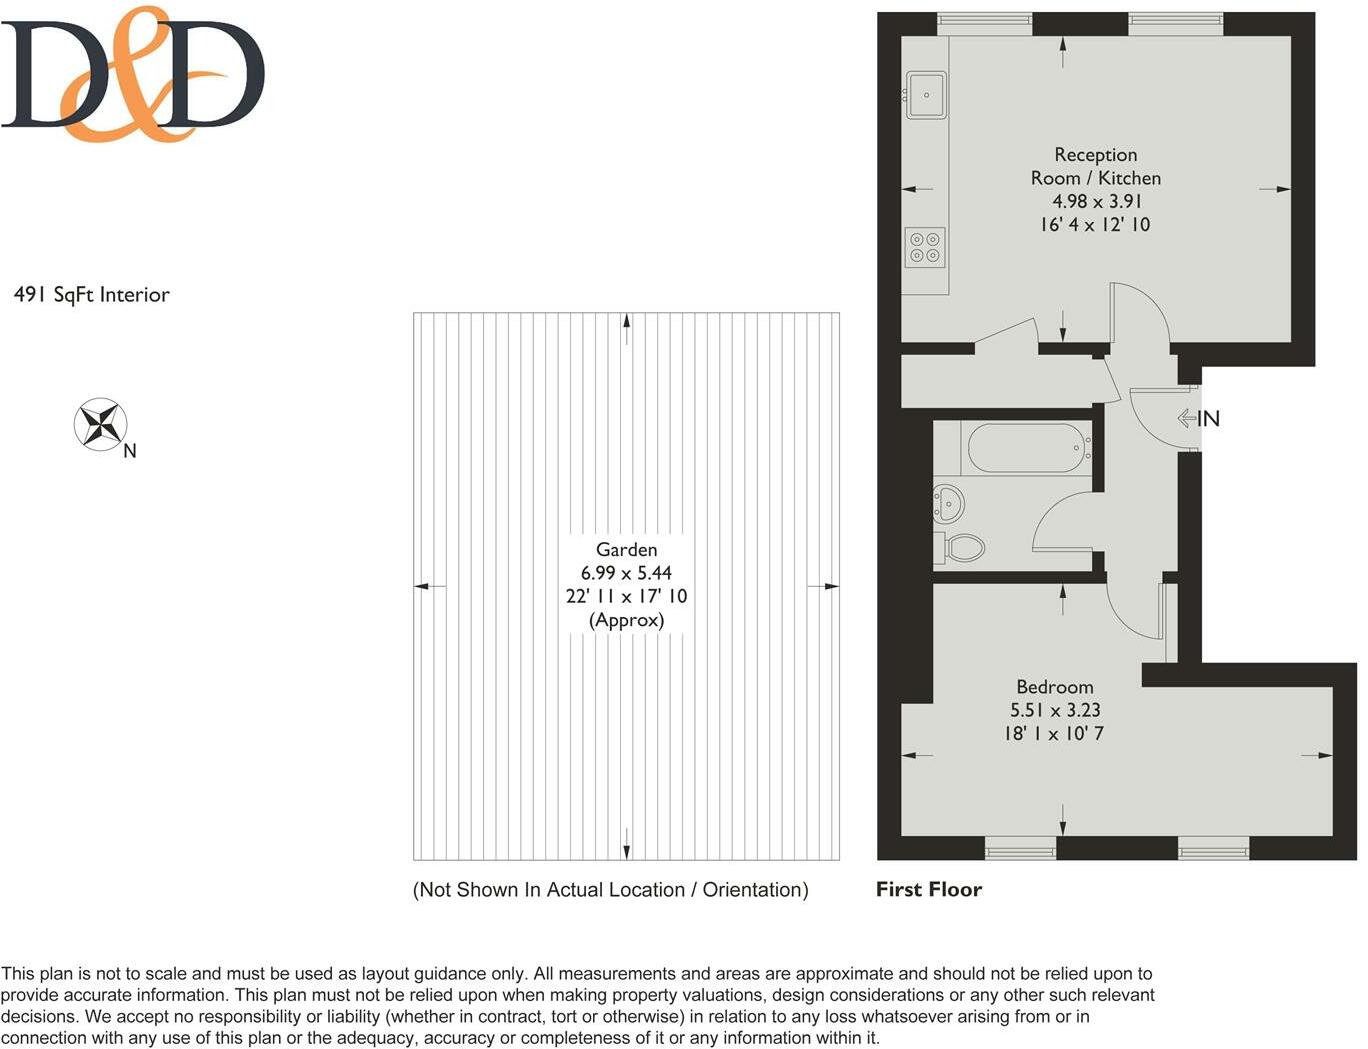 D&D
Reception
Room / Kitchen
4.98 x 3.91
16' 4 x 12' 10
491 SqFt Interior
N
IN
Garden
6.99 x 5.44
22' 11 x 17' 10
(Approx)
Bedroom
5.51 x 3.23
18' 1 x 10' 7
(Not Shown In Actual Location / Orientation)
First Floor
This plan is not to scale and must be used as layout guidance only. All measurements and areas are approximate and should not be relied upon to
provide accurate information. This plan must not be relied upon when making property valuations, design considerations or any other such relevant
decisions. We accept no responsibility or liability (whether in contract, tort or otherwise) in relation to any loss whatsoever arising from or in
connection with any use of this plan or the adequacy, accuracy or completeness of it or any information within it.